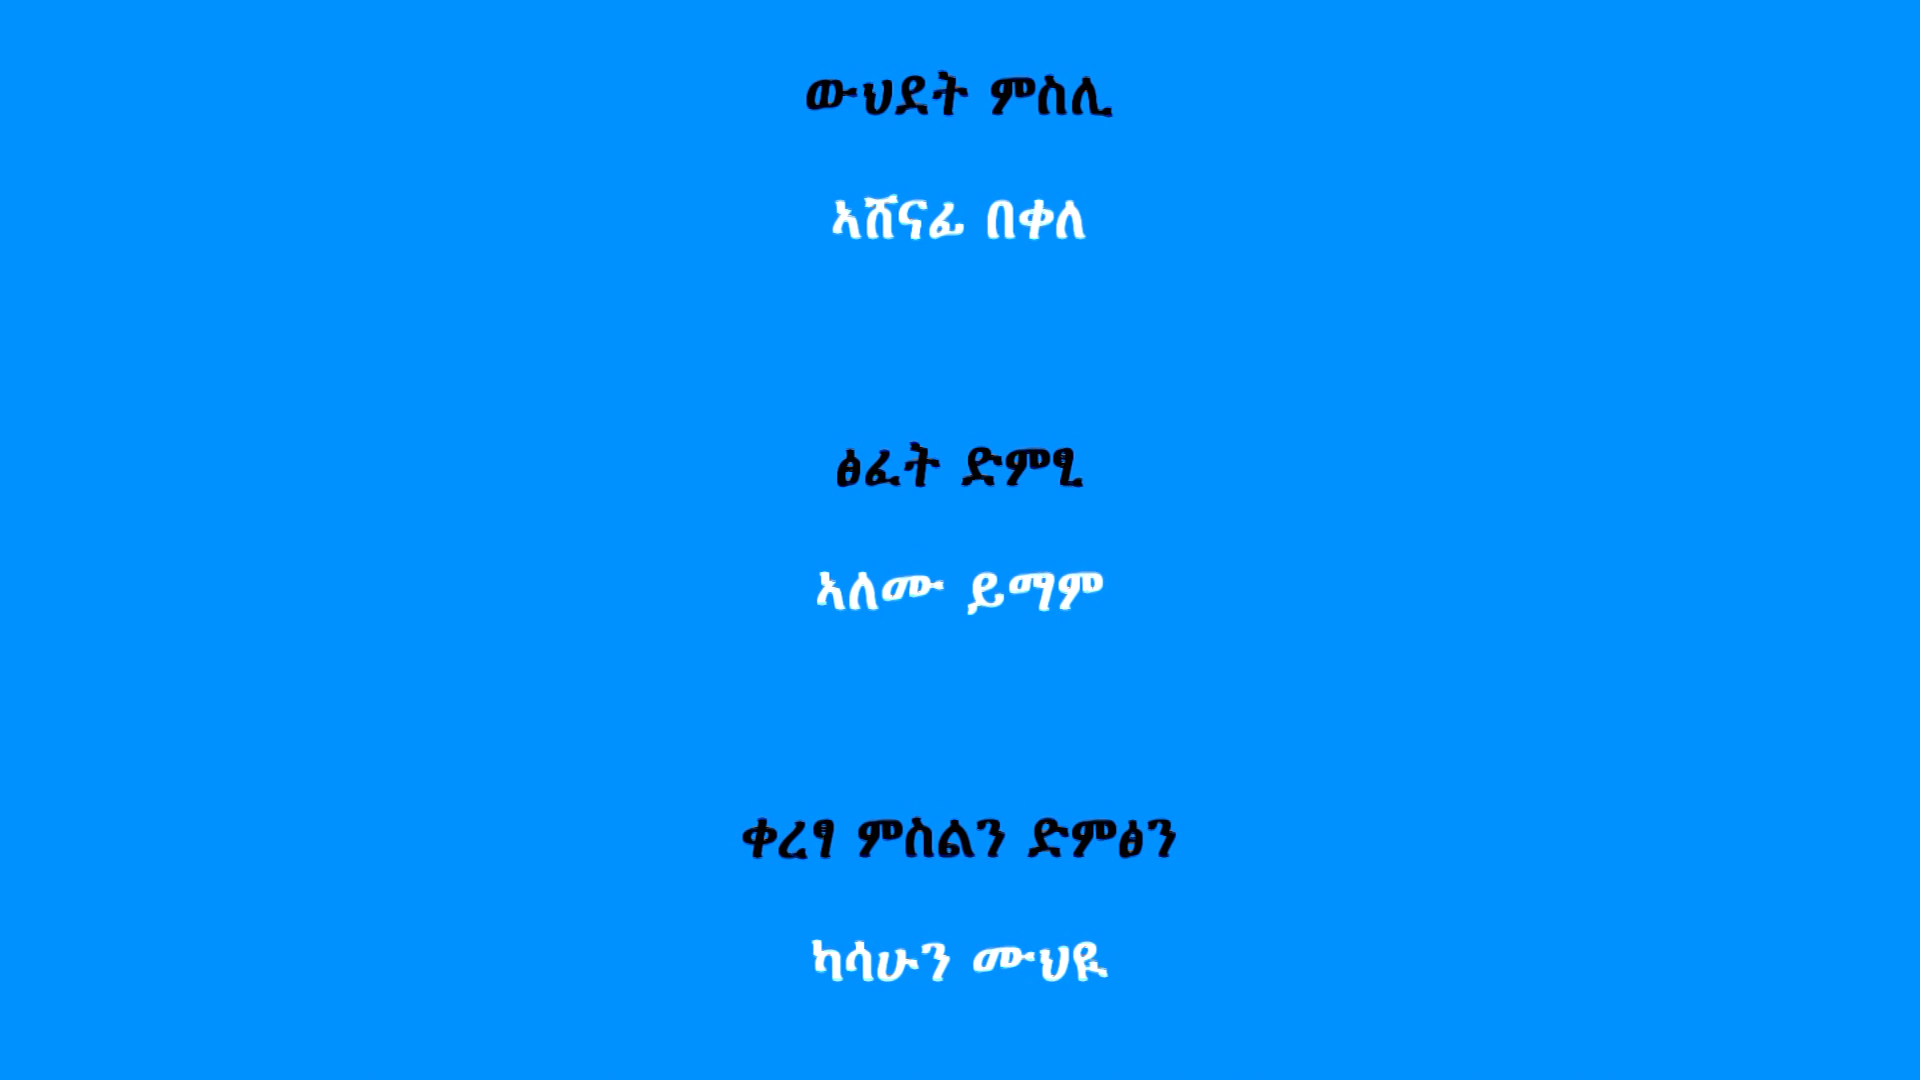 ውህደት ምስሊ
ኣሸናፊ በቀለ
ፅፈት ድምፂ
ኣለሙ ይማም
ቀረፃ ምስልን ድምፅን
ካሳሁን ሙህዬ